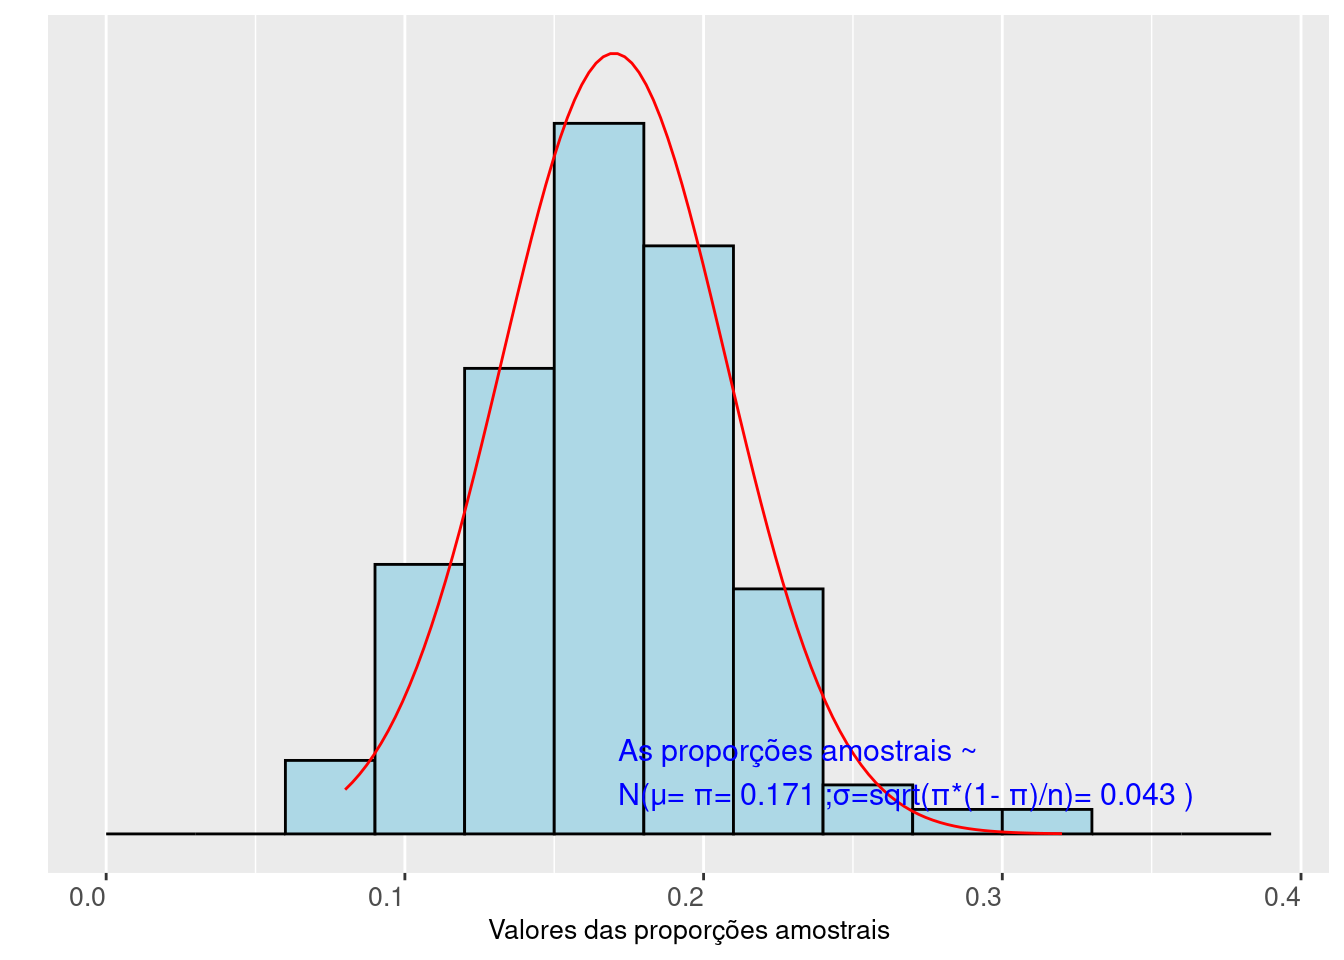 As proporções amostrais ~
N(μ= π= 0.171 ;σ=sqrt(π*(1- π)/n)= 0.043 )
0.0 0.1 0.2 0.3 0.4
Valores das proporções amostrais